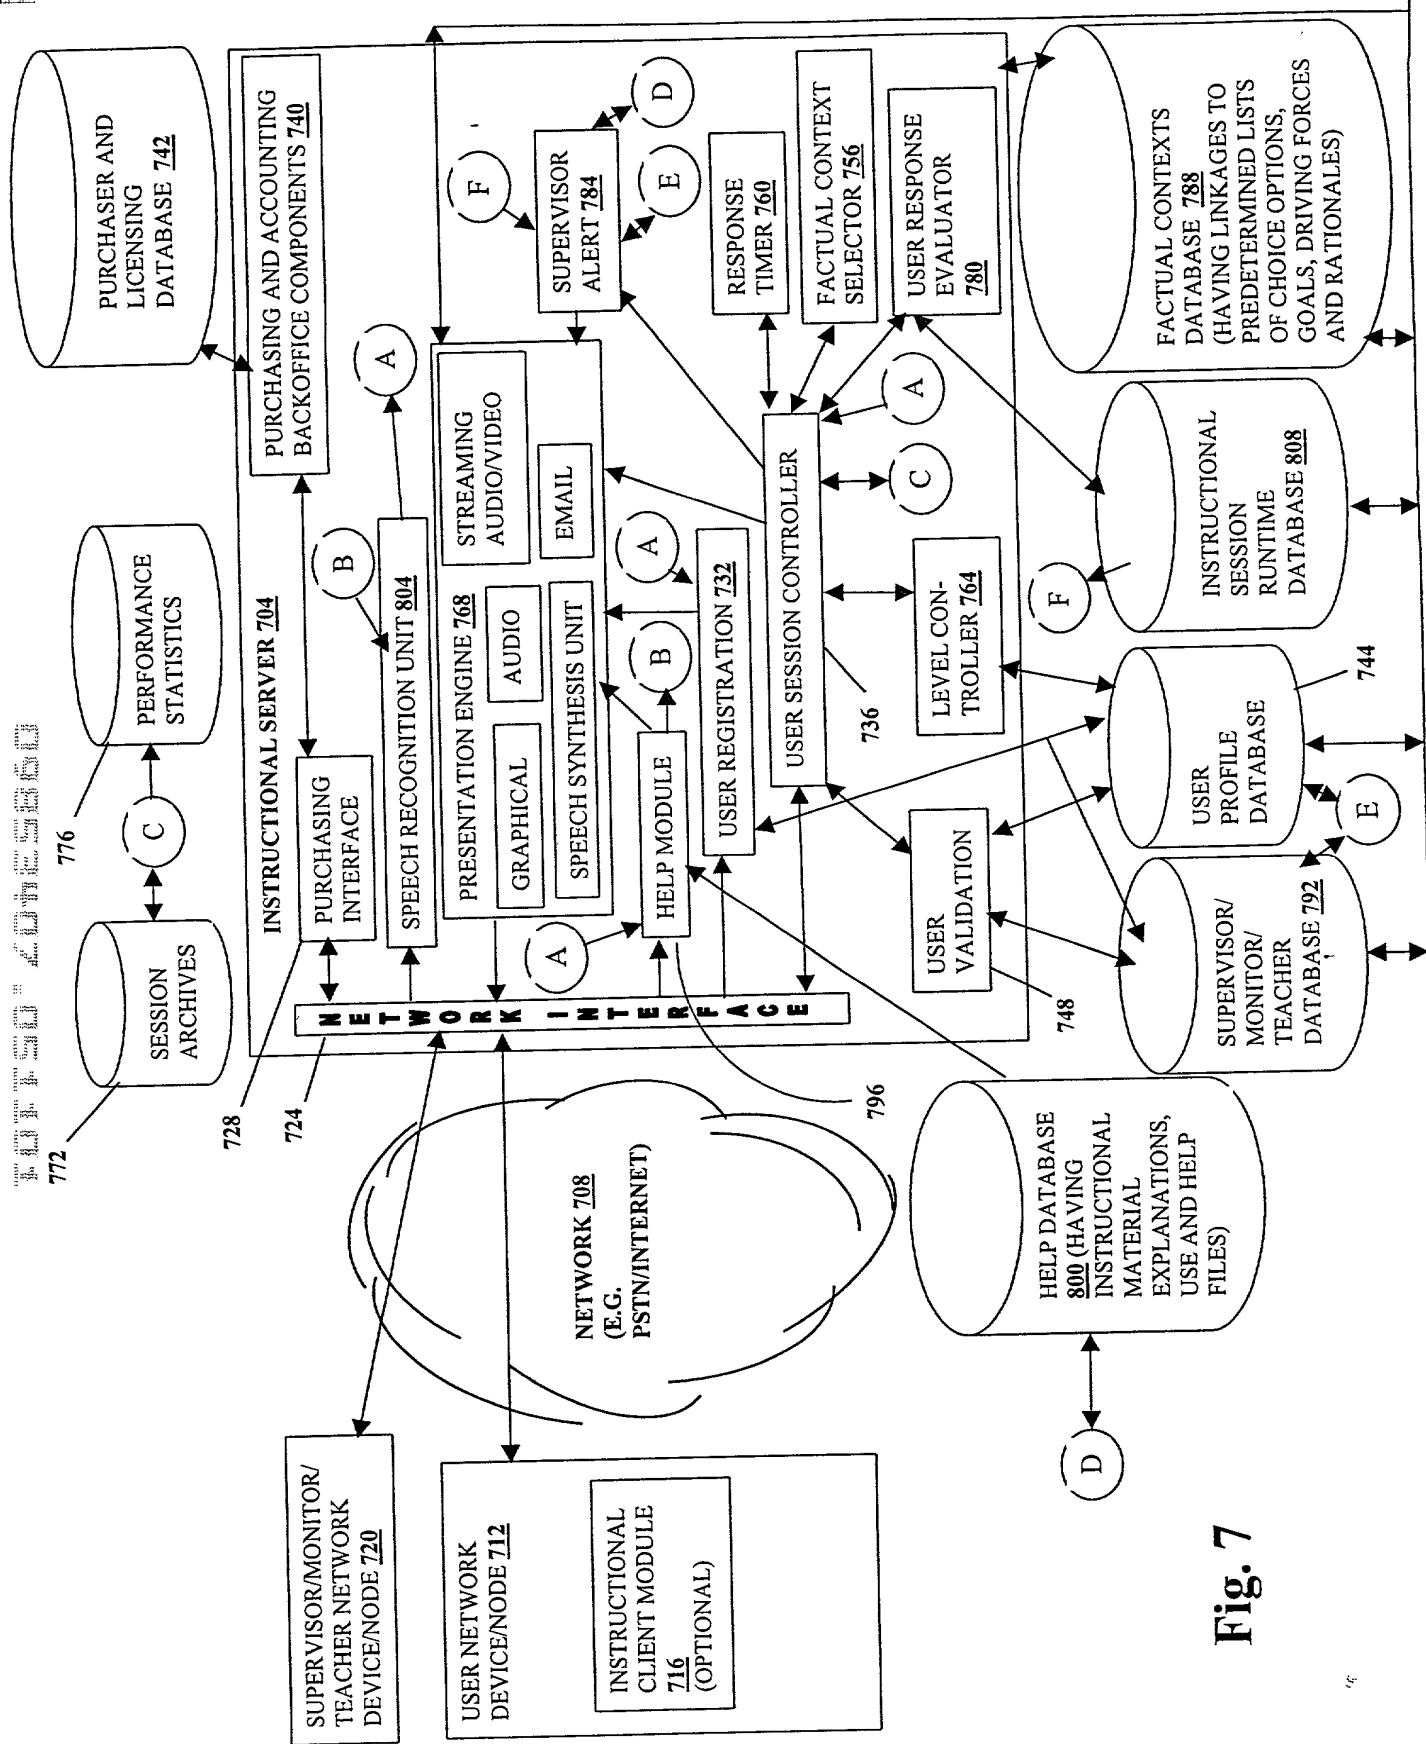 772
SESSION
ARCHIVES
C
776
PERFORMANCE
STATISTICS
PURCHASER AND
LICENSING
DATABASE 742
728
724
INSTRUCTIONAL SERVER 704
PURCHASING
INTERFACE
PURCHASING AND ACCOUNTING
BACKOFFICE COMPONENTS 740
B
A
SPEECH RECOGNITION UNIT 804
NETWORK INTERFACE
PRESENTATION ENGINE 768
GRAPHICAL
AUDIO
SPEECH SYNTHESIS UNIT
STREAMING
AUDIO/VIDEO
EMAIL
F
SUPERVISOR
ALERT 784
D
E
A
HELP MODULE
B
A
USER REGISTRATION 732
RESPONSE
TIMER 760
USER SESSION CONTROLLER
736
FACTUAL CONTEXT
SELECTOR 756
A
C
USER RESPONSE
EVALUATOR
780
USER
VALIDATION
748
LEVEL CON-
TROLLER 764
796
SUPERVISOR/MONITOR/
TEACHER NETWORK
DEVICE/NODE 720
USER NETWORK
DEVICE/NODE 712
INSTRUCTIONAL
CLIENT MODULE
716
(OPTIONAL)
NETWORK 708
(E.G.
PSTN/INTERNET)
D
HELP DATABASE
800 (HAVING
INSTRUCTIONAL
MATERIAL
EXPLANATIONS,
USE AND HELP
FILES)
SUPERVISOR/
MONITOR/
TEACHER
DATABASE 792
E
USER
PROFILE
DATABASE
744
F
INSTRUCTIONAL
SESSION
RUNTIME
DATABASE 808
FACTUAL CONTEXTS
DATABASE 788
(HAVING LINKAGES TO
PREDETERMINED LISTS
OF CHOICE OPTIONS,
GOALS, DRIVING FORCES
AND RATIONALES)
Fig. 7